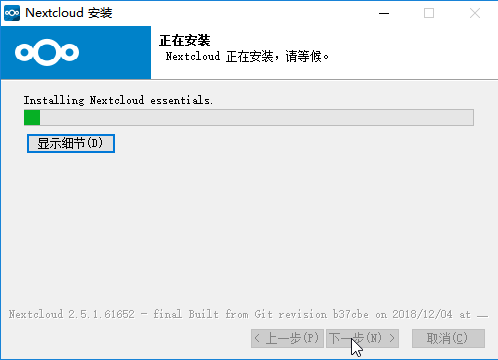 Nextcloud 安装
正在安装
Nextcloud 正在安装，请等候。
Installing Nextcloud essentials.
显示细节(D)
Nextcloud 2.5.1.61652 - final Built from Git revision b37cbe on 2018/12/04 at
< 上一步(P) 下一步(N) > 取消(C)